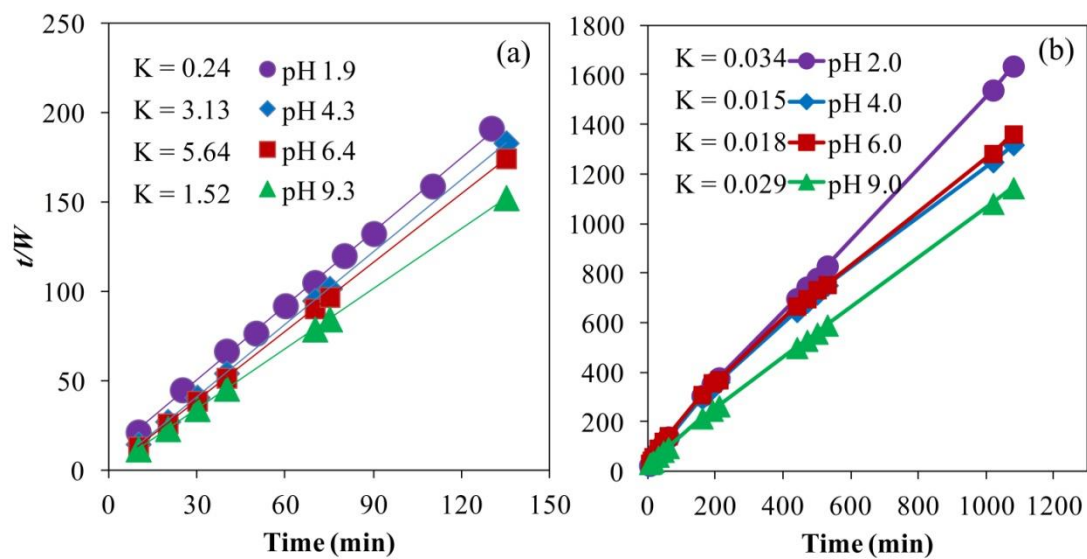 250
200
150
100
50
0
t/W
K = 0.24 pH 1.9
K = 3.13 pH 4.3
K = 5.64 pH 6.4
K = 1.52 pH 9.3
(a)
0 30 60 90 120 150
Time (min)
1800
1600
1400
1200
1000
800
600
400
200
0
K = 0.034 pH 2.0
K = 0.015 pH 4.0
K = 0.018 pH 6.0
K = 0.029 pH 9.0
(b)
0 200 400 600 800 1000 1200
Time (min)